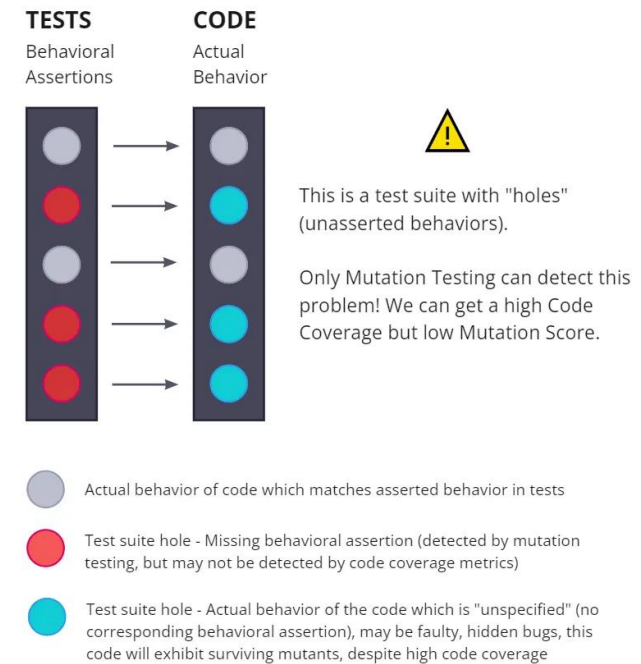 TESTS
Behavioral
Assertions
CODE
Actual
Behavior
!
This is a test suite with "holes"
(unasserted behaviors).
Only Mutation Testing can detect this
problem! We can get a high Code
Coverage but low Mutation Score.
Actual behavior of code which matches asserted behavior in tests
Test suite hole - Missing behavioral assertion (detected by mutation
testing, but may not be detected by code coverage metrics)
Test suite hole - Actual behavior of the code which is "unspecified" (no
corresponding behavioral assertion), may be faulty, hidden bugs, this
code will exhibit surviving mutants, despite high code coverage